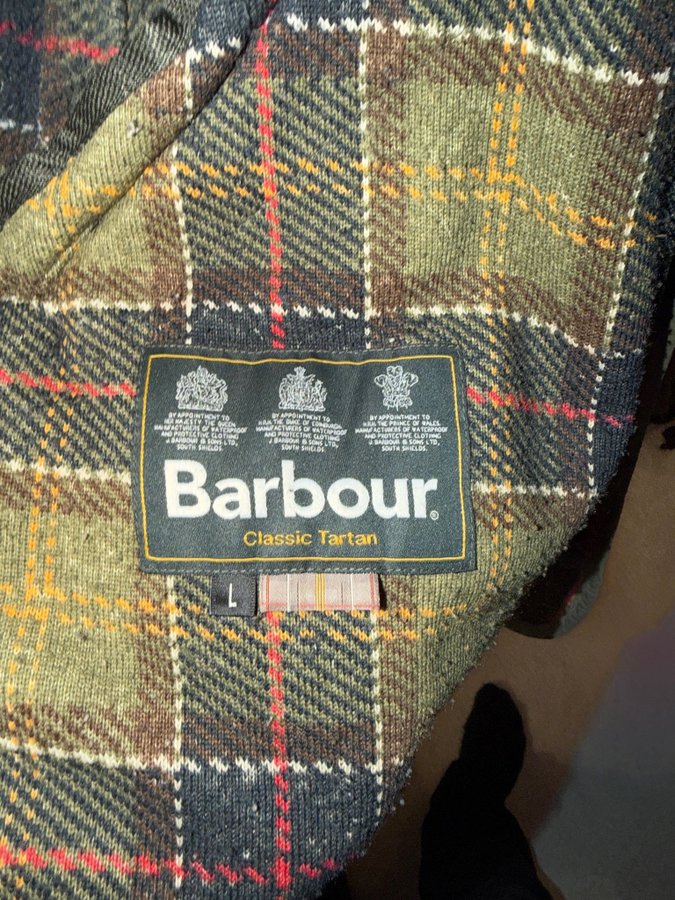 BY APPOINTMENT TO
HER MAJESTY THE QUEEN
MANUFACTURERS OF WATERPROOF
AND PROTECTIVE CLOTHING
J. BARBOUR & SONS LTD,
SOUTH SHIELDS.
BY APPOINTMENT TO
H.R.H. THE DUKE OF EDINBURGH
MANUFACTURERS OF WATERPROOF
AND PROTECTIVE CLOTHING
J. BARBOUR & SONS LTD,
SOUTH SHIELDS.
BY APPOINTMENT TO
H.R.H. THE PRINCE OF WALES
MANUFACTURERS OF WATERPROOF
AND PROTECTIVE CLOTHING
J. BARBOUR & SONS LTD,
SOUTH SHIELDS.
Barbour®
Classic Tartan
L